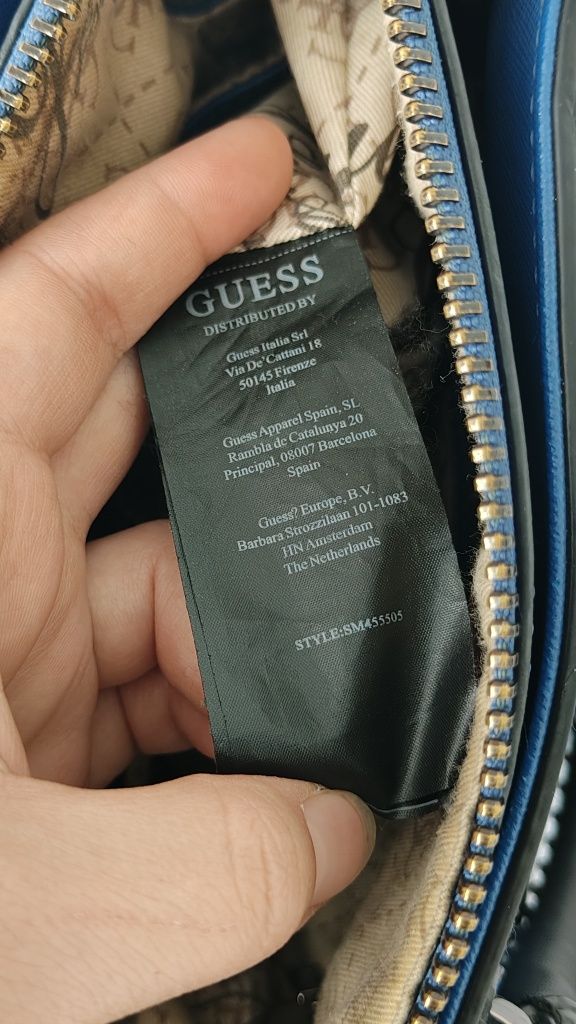 GUESS
DISTRIBUTED BY
Guess Italia Srl
Via De'Cattani 18
50145 Firenze
Italia
Guess Apparel Spain, SL
Rambla de Catalunya 20
Principal, 08007 Barcelona
Spain
Guess? Europe, B.V.
Barbara Strozzilaan 101-1083
HN Amsterdam
The Netherlands
STYLE:SM455505